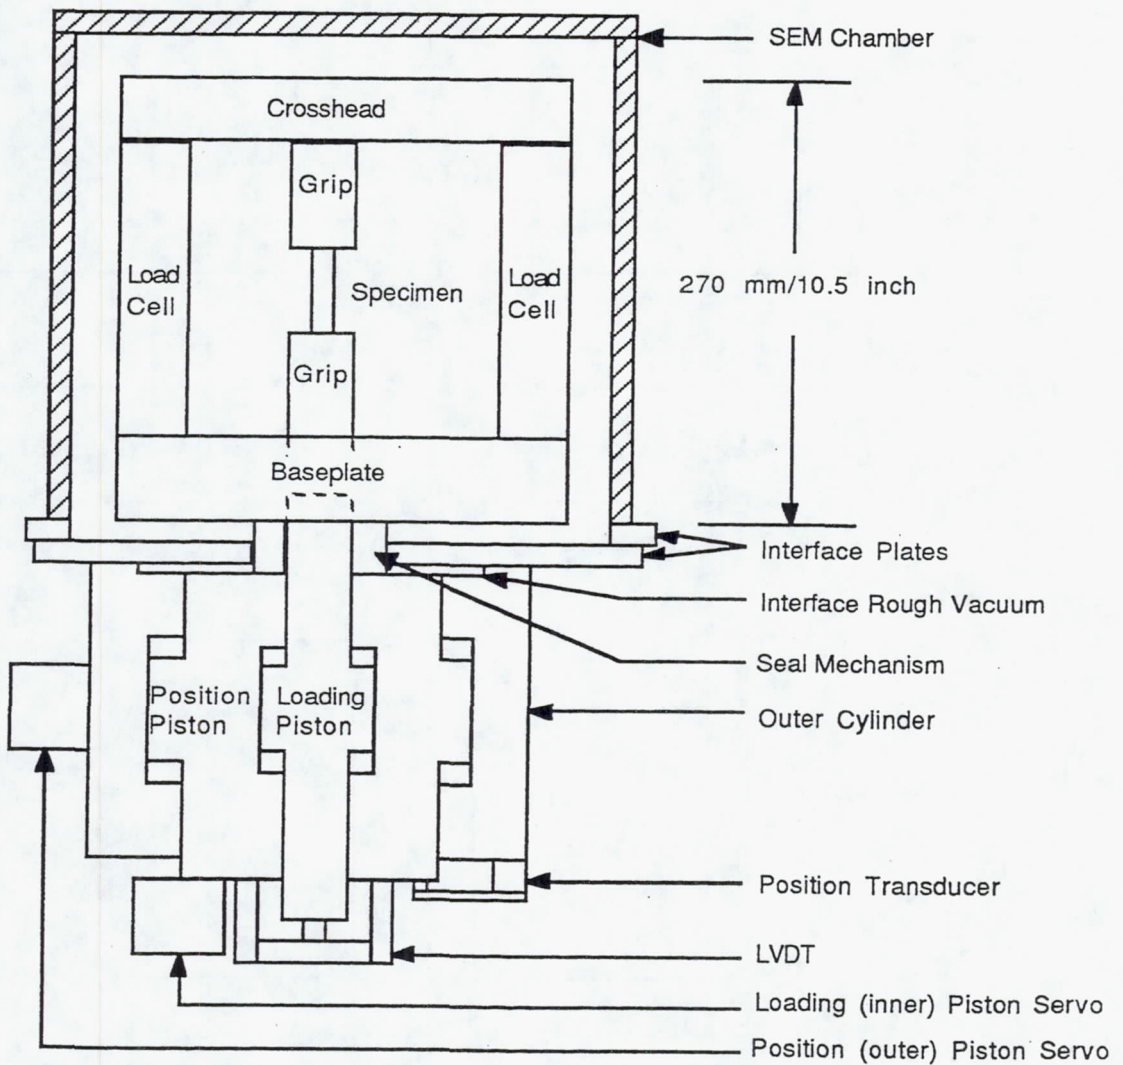 SEM Chamber
Crosshead
Grip
Load
Cell
Specimen
Load
Cell
270 mm/10.5 inch
Grip
Baseplate
Interface Plates
Interface Rough Vacuum
Seal Mechanism
Position
Piston
Loading
Piston
Outer Cylinder
Position Transducer
LVDT
Loading (inner) Piston Servo
Position (outer) Piston Servo